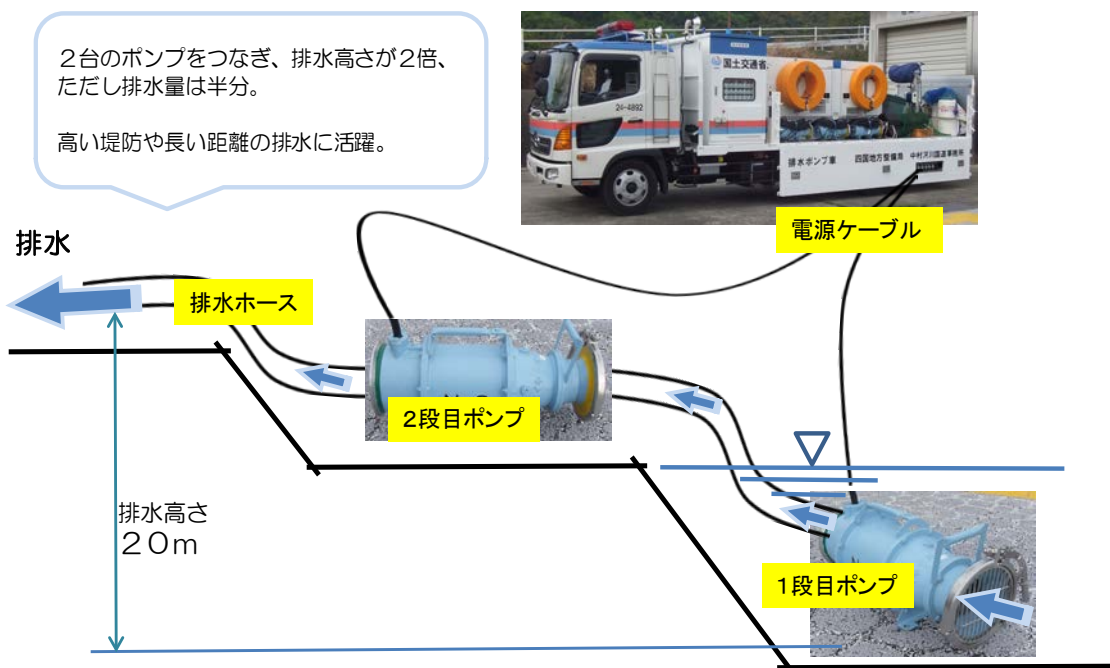 ２台のポンプをつなぎ、排水高さが２倍、
ただし排水量は半分。
高い堤防や長い距離の排水に活躍。
国土交通省
24-4892
排水ポンプ車 四国地方整備局 中村河川国道事務所
電源ケーブル
排水
排水ホース
２段目ポンプ
排水高さ
２０ｍ
１段目ポンプ